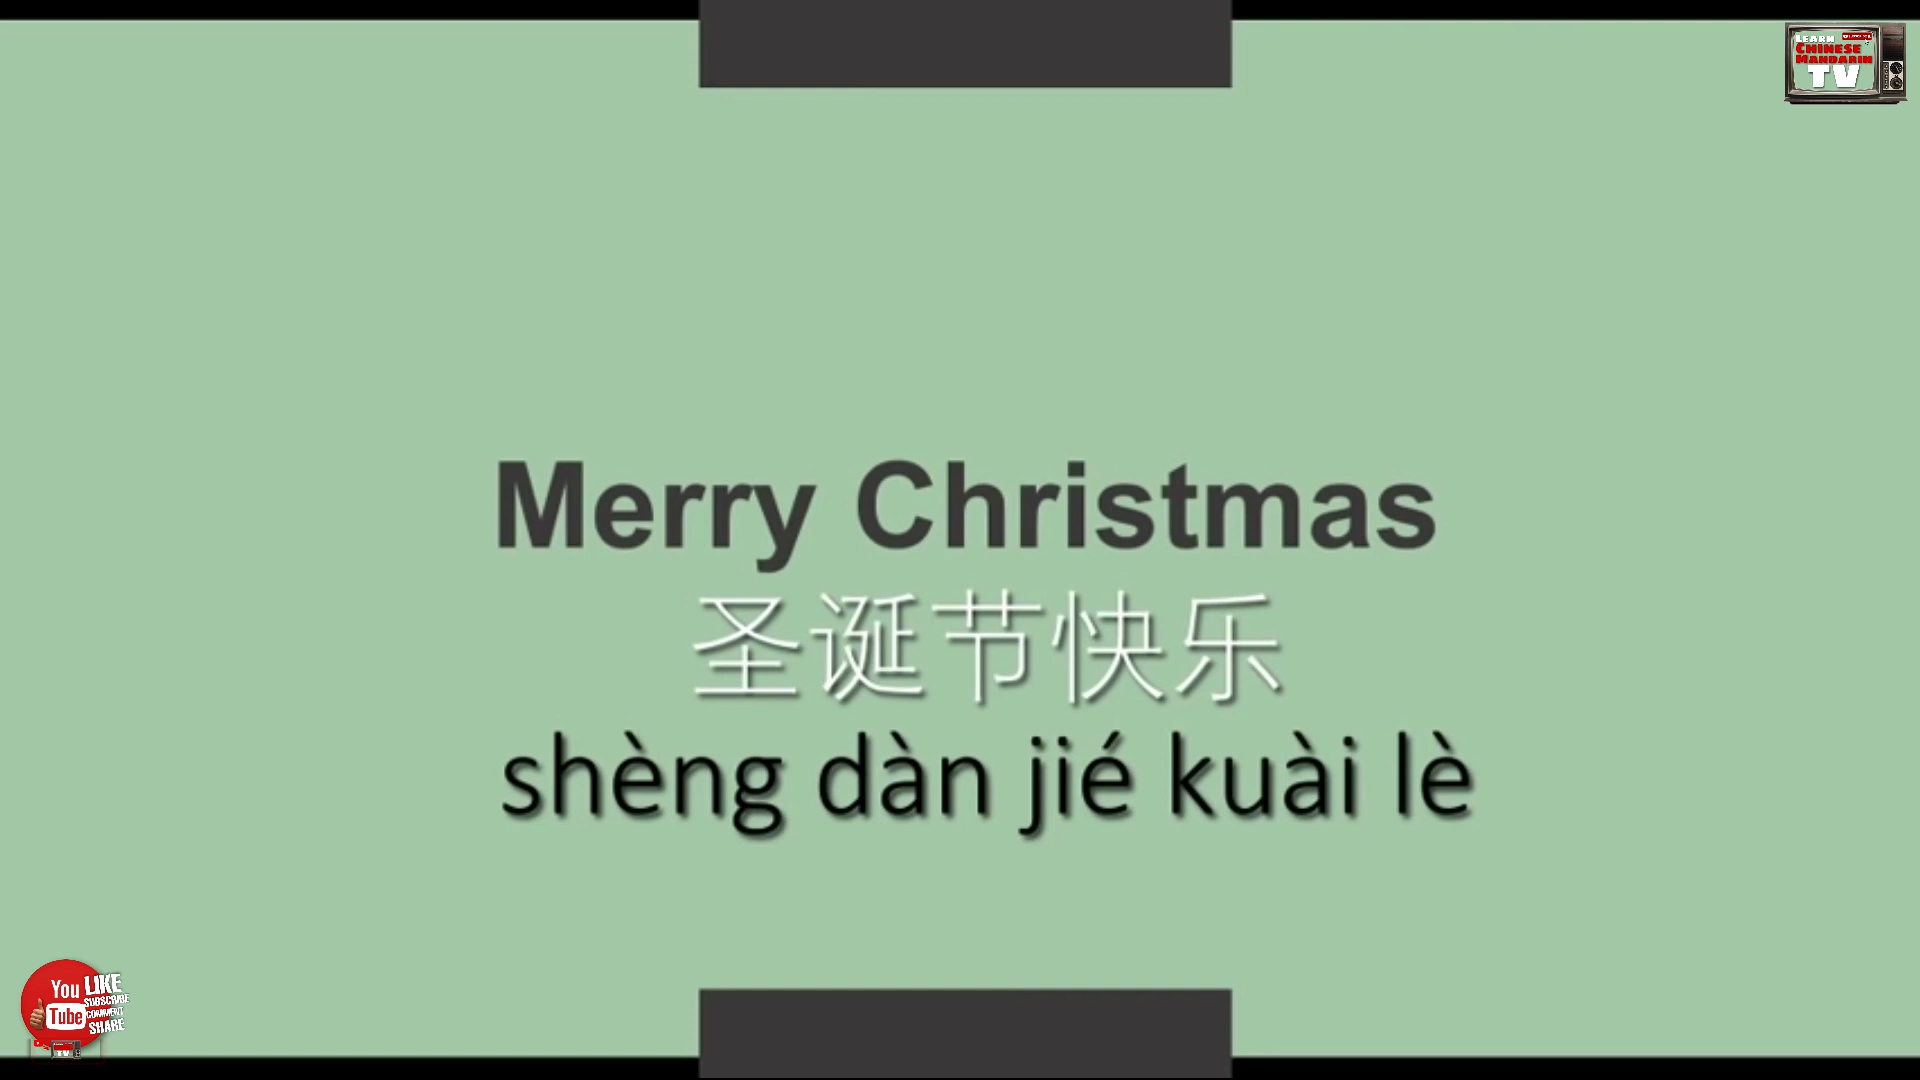 LEARN
CHINESE
MANDARIN
TV
Merry Christmas
圣诞节快乐
shèng dàn jié kuài lè
You LIKE
SUBSCRIBE
Tube COMMENT
SHARE
TV